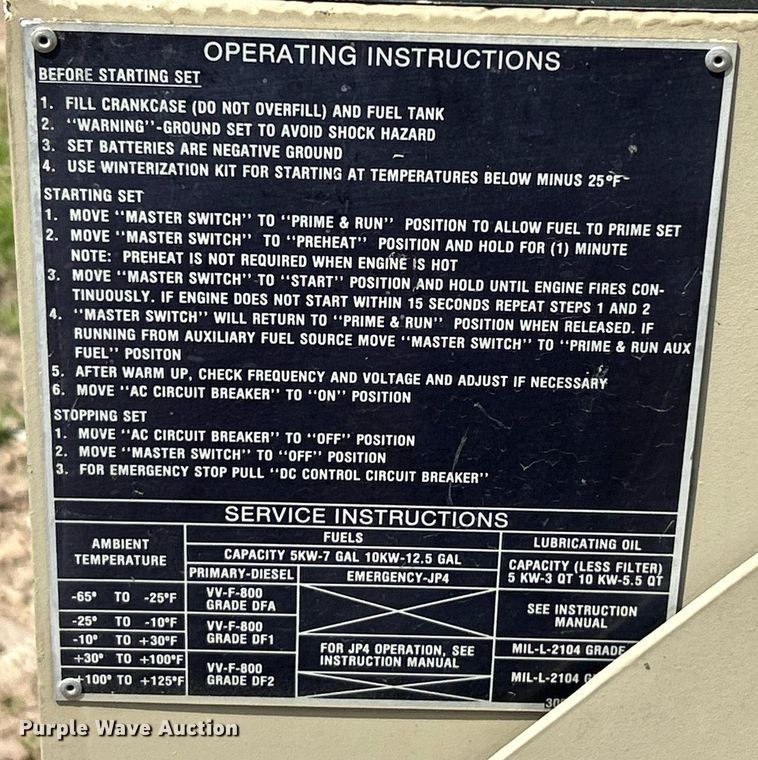 OPERATING INSTRUCTIONS
BEFORE STARTING SET
1. FILL CRANKCASE (DO NOT OVERFILL) AND FUEL TANK
2. "WARNING"-GROUND SET TO AVOID SHOCK HAZARD
3. SET BATTERIES ARE NEGATIVE GROUND
4. USE WINTERIZATION KIT FOR STARTING AT TEMPERATURES BELOW MINUS 25°F
STARTING SET
1. MOVE "MASTER SWITCH" TO "PRIME & RUN" POSITION TO ALLOW FUEL TO PRIME SET
2. MOVE "MASTER SWITCH" TO "PREHEAT" POSITION AND HOLD FOR (1) MINUTE
NOTE: PREHEAT IS NOT REQUIRED WHEN ENGINE IS HOT
3. MOVE "MASTER SWITCH" TO "START" POSITION AND HOLD UNTIL ENGINE FIRES CON-
TINUOUSLY. IF ENGINE DOES NOT START WITHIN 15 SECONDS REPEAT STEPS 1 AND 2
4. "MASTER SWITCH" WILL RETURN TO "PRIME & RUN" POSITION WHEN RELEASED. IF
RUNNING FROM AUXILIARY FUEL SOURCE MOVE "MASTER SWITCH" TO "PRIME & RUN AUX
FUEL" POSITON
5. AFTER WARM UP, CHECK FREQUENCY AND VOLTAGE AND ADJUST IF NECESSARY
6. MOVE "AC CIRCUIT BREAKER" TO "ON" POSITION
STOPPING SET
1. MOVE "AC CIRCUIT BREAKER" TO "OFF" POSITION
2. MOVE "MASTER SWITCH" TO "OFF" POSITION
3. FOR EMERGENCY STOP PULL "DC CONTROL CIRCUIT BREAKER"
SERVICE INSTRUCTIONS
AMBIENT
TEMPERATURE
FUELS
CAPACITY 5KW-7 GAL 10KW-12.5 GAL
PRIMARY-DIESEL
EMERGENCY-JP4
LUBRICATING OIL
CAPACITY (LESS FILTER)
5 KW-3 QT 10 KW-5.5 QT
-65° TO -25°F
VV-F-800
GRADE DFA
SEE INSTRUCTION
MANUAL
-25° TO -10°F
-10° TO +30°F
VV-F-800
GRADE DF1
FOR JP4 OPERATION, SEE
INSTRUCTION MANUAL
MIL-L-2104 GRADE
+30° TO +100°F
+100° TO +125°F
VV-F-800
GRADE DF2
MIL-L-2104
Purple Wave Auction